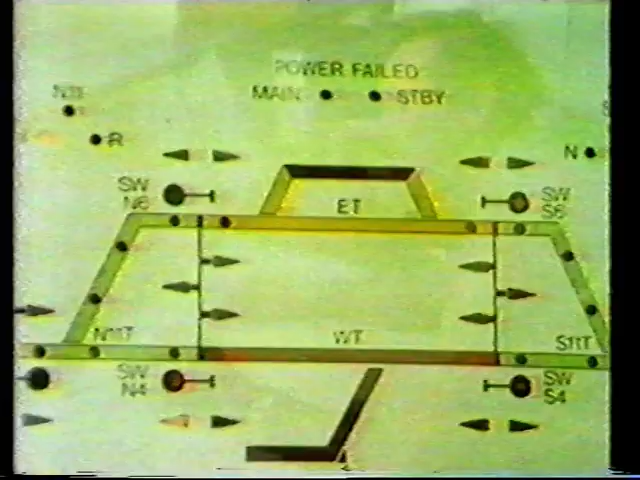 POWER FAILED
MAIN STBY
R
N
SW
N6
SW
S6
ET
WT
SW
N4
SW
S4